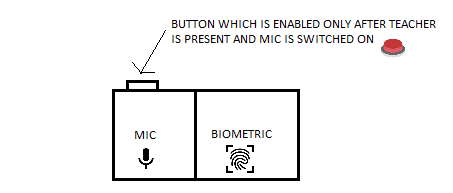 BUTTON WHICH IS ENABLED ONLY AFTER TEACHER
IS PRESENT AND MIC IS SWITCHED ON
MIC
BIOMETRIC